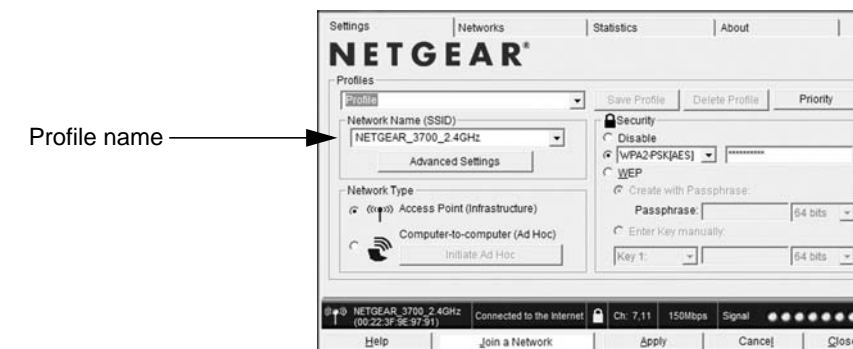 Settings Networks Statistics About
NETGEAR®
Profiles
Profile Save Profile Delete Profile Priority
Profile name
Network Name (SSID)
NETGEAR_3700_2.4GHz
Advanced Settings
Security
Disable
WPA2-PSK[AES] **********
WEP
Create with Passphrase:
Passphrase: 64 bits
Enter Key manually:
Key 1: 64 bits
Network Type
Access Point (Infrastructure)
Computer-to-computer (Ad Hoc)
Initiate Ad Hoc
NETGEAR_3700_2.4GHz
(00:22:3F:9E:97:91)
Connected to the Internet Ch: 7,11 150Mbps Signal
Help Join a Network Apply Cancel Close